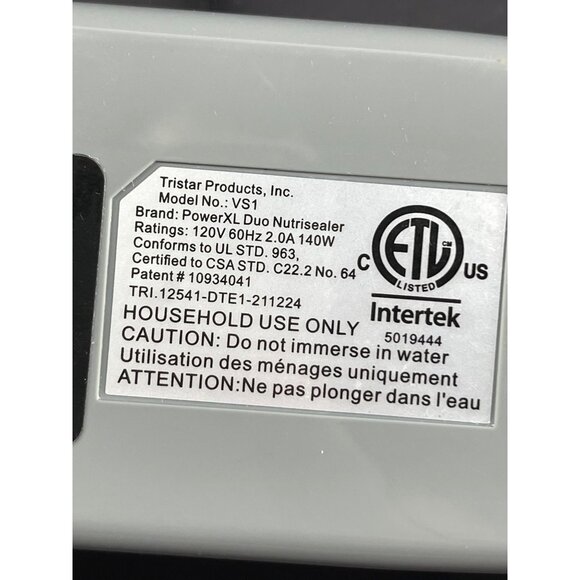 Tristar Products, Inc.
Model No.: VS1
Brand: PowerXL Duo Nutrisealer
Ratings: 120V 60Hz 2.0A 140W
Conforms to UL STD. 963,
Certified to CSA STD. C22.2 No. 64
Patent# 10934041
TRI.12541-DTE1-211224
HOUSEHOLD USE ONLY
CAUTION: Do not immerse in water
Utilisation des ménages uniquement
ATTENTION:Ne pas plonger dans l'eau
ETL CM
C US
LISTED
Intertek
5019444